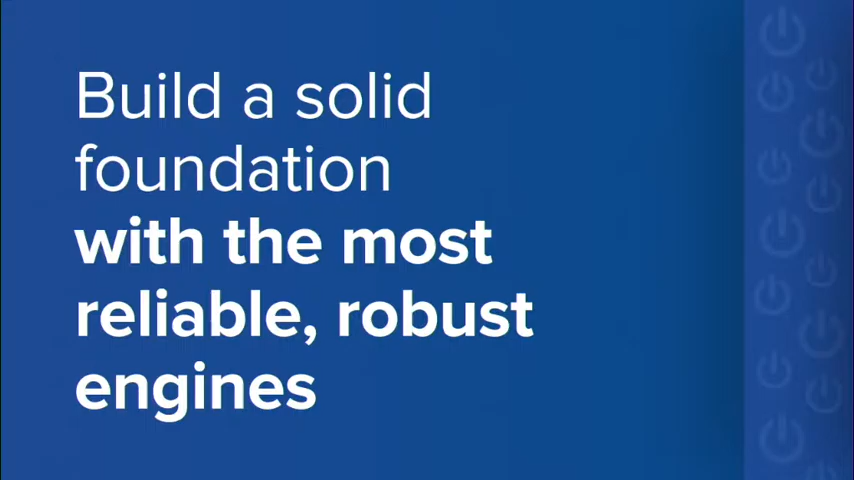 Build a solid
foundation
with the most
reliable, robust
engines